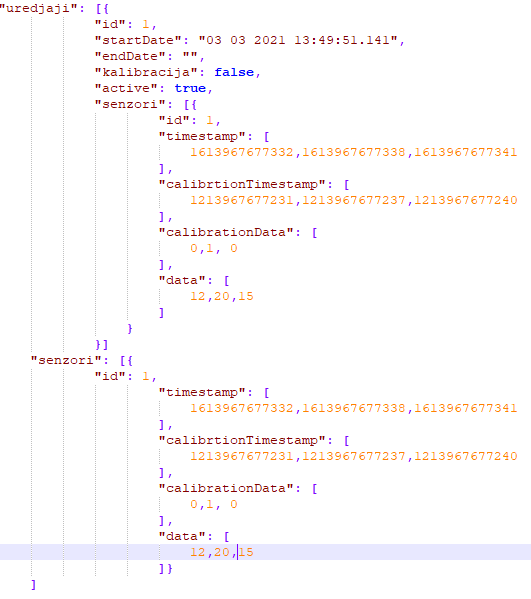 "uredjaji": [{
"id": 1,
"startDate": "03 03 2021 13:49:51.141",
"endDate": "",
"kalibracija": false,
"active": true,
"senzori": [{
"id": 1,
"timestamp": [
1613967677332,1613967677338,1613967677341
],
"calibrtionTimestamp": [
1213967677231,1213967677237,1213967677240
],
"calibrationData": [
0,1, 0
],
"data": [
12,20,15
]
}
}]
"senzori": [{
"id": 1,
"timestamp": [
1613967677332,1613967677338,1613967677341
],
"calibrtionTimestamp": [
1213967677231,1213967677237,1213967677240
],
"calibrationData": [
0,1, 0
],
"data": [
12,20,15
]}
]